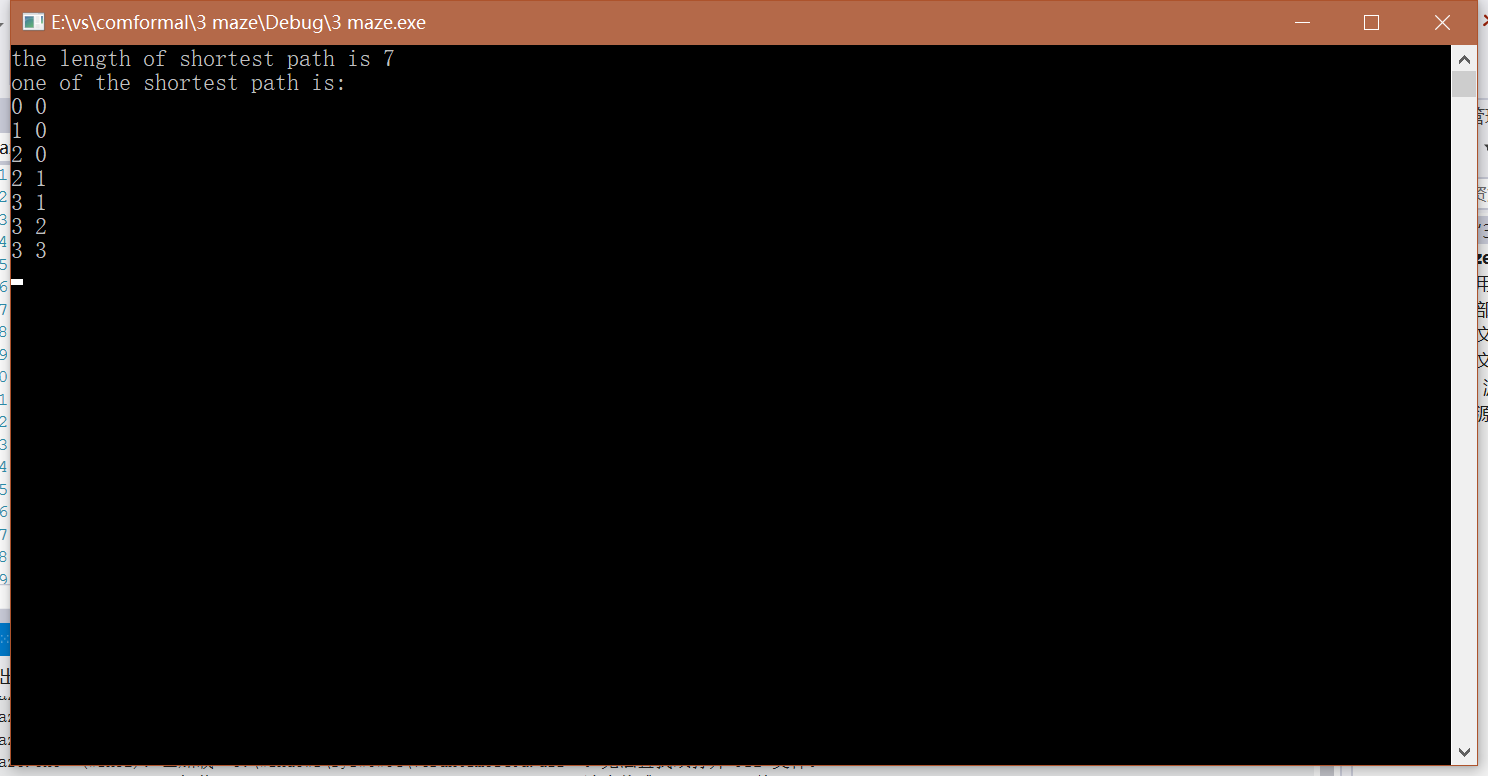 E:\vs\comformal\3 maze\Debug\3 maze.exe
the length of shortest path is 7
one of the shortest path is:
0 0
1 0
2 0
2 1
3 1
3 2
3 3